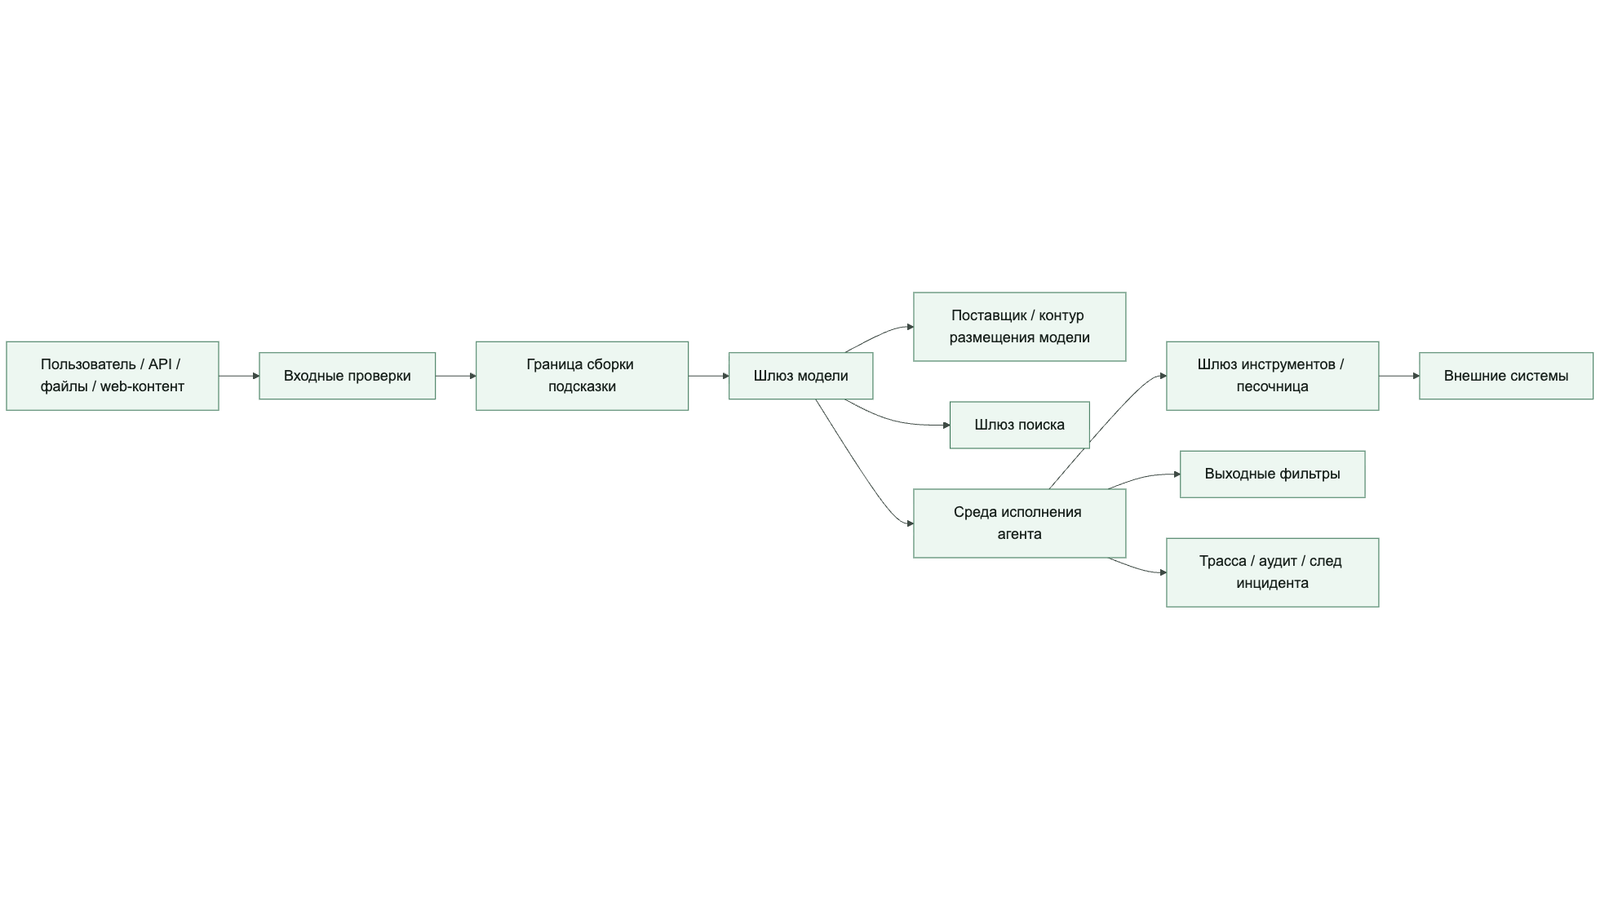 Пользователь / API /
файлы / web-контент
Входные проверки
Граница сборки
подсказки
Шлюз модели
Поставщик / контур
размещения модели
Шлюз поиска
Среда исполнения
агента
Шлюз инструментов /
песочница
Выходные фильтры
Трасса / аудит / след
инцидента
Внешние системы